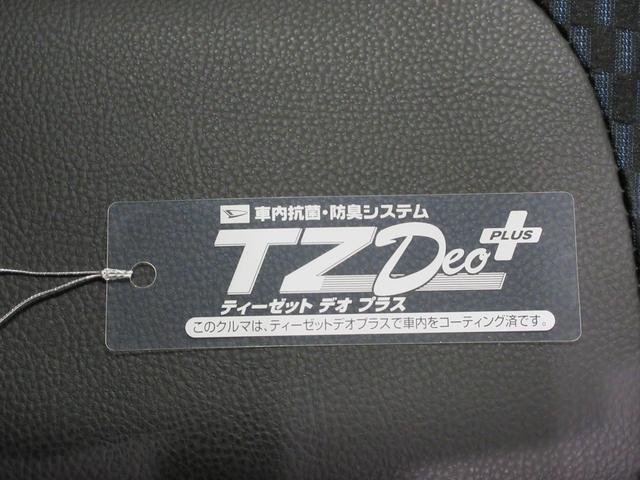 車内抗菌・防臭システム
TZ Deo PLUS
ティーゼット デオ プラス
このクルマは、ティーゼットデオプラスで車内をコーティング済です。